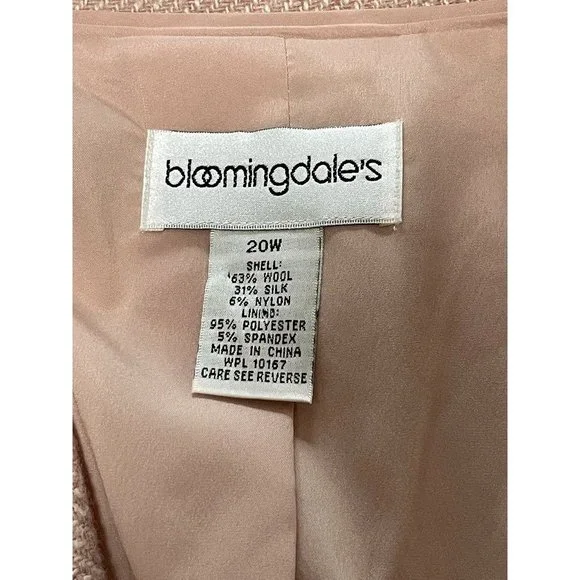 bloomingdale's
20W
SHELL:
63% WOOL
31% SILK
6% NYLON
LINING:
95% POLYESTER
5% SPANDEX
MADE IN CHINA
WPL 10167
CARE SEE REVERSE